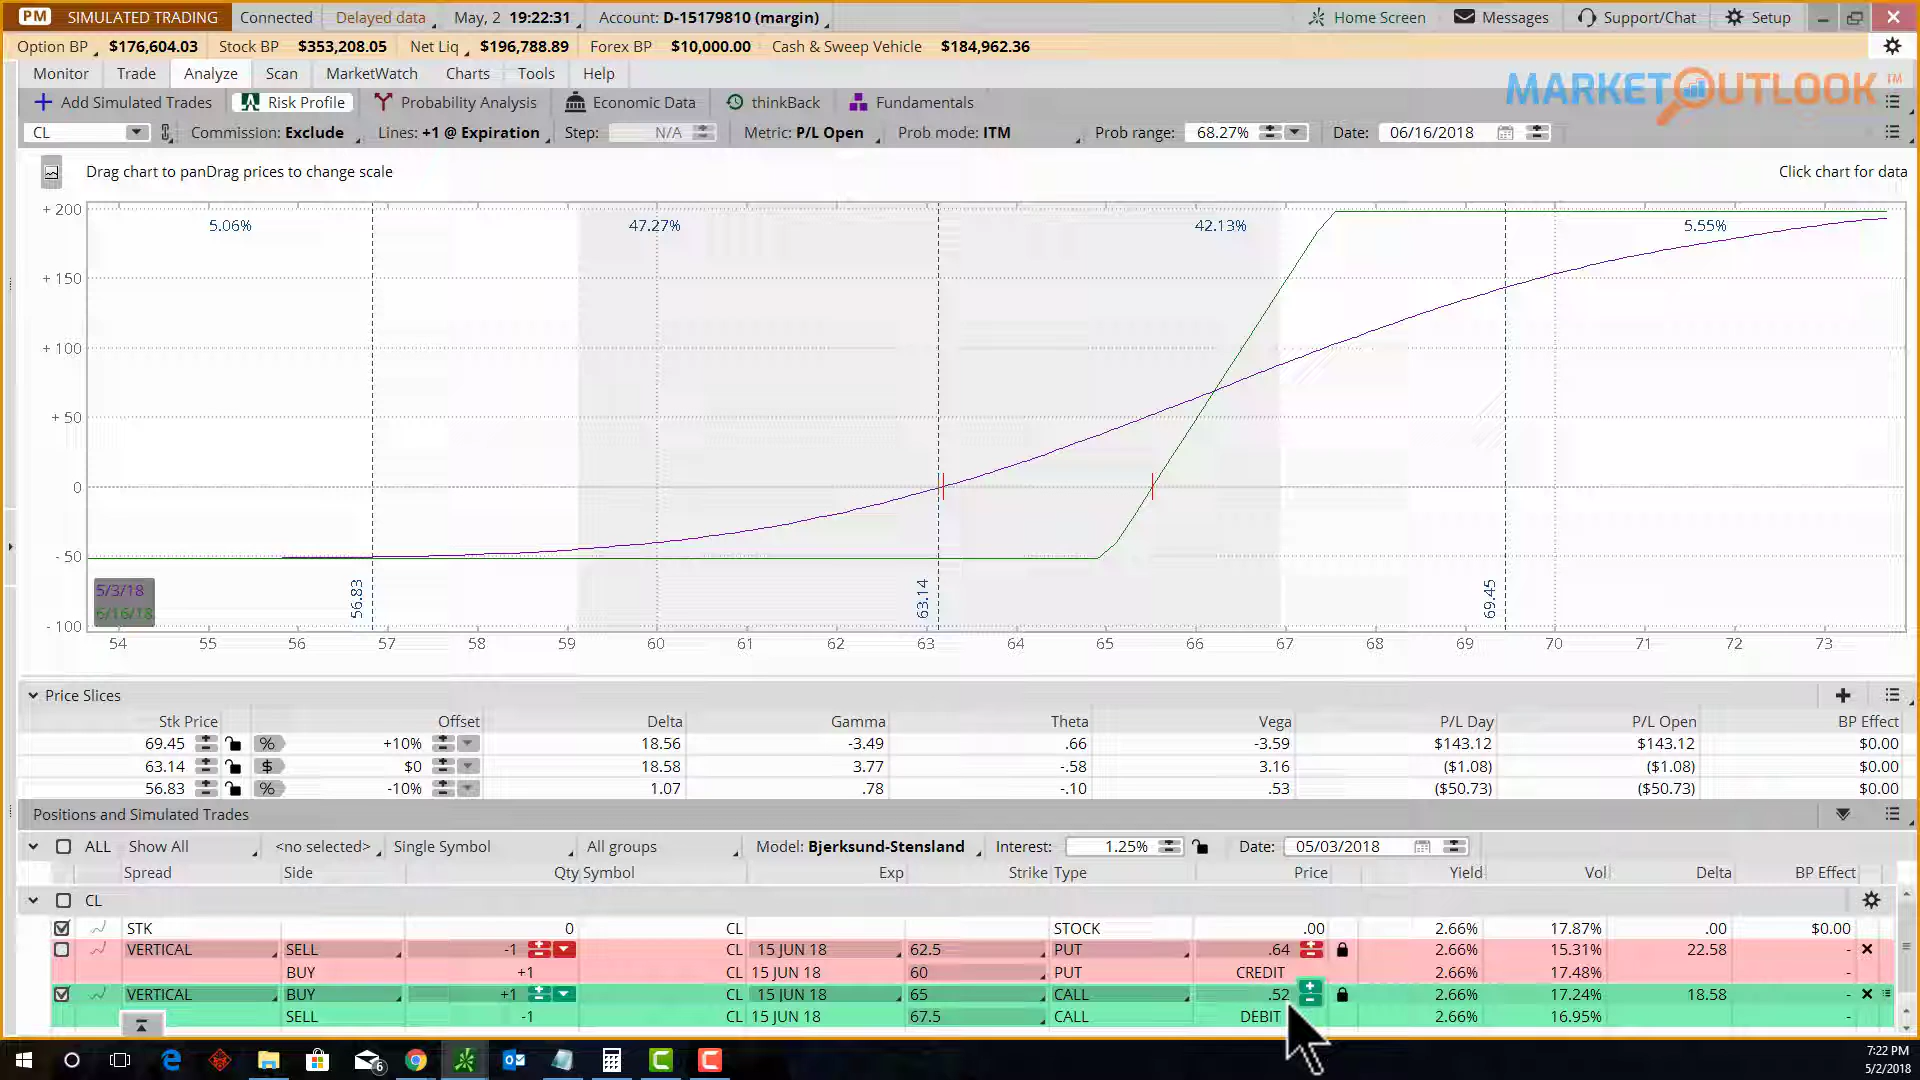 PM SIMULATED TRADING Connected Delayed data May, 2 19:22:31 Account: D-15179810 (margin) Home Screen Messages Support/Chat Setup
Option BP $176,604.03 Stock BP $353,208.05 Net Liq $196,788.89 Forex BP $10,000.00 Cash & Sweep Vehicle $184,962.36
Monitor Trade Analyze Scan MarketWatch Charts Tools Help
MARKETOUTLOOK TM
Add Simulated Trades Risk Profile Probability Analysis Economic Data thinkBack Fundamentals
CL Commission: Exclude Lines: +1 @ Expiration Step: N/A Metric: P/L Open Prob mode: ITM Prob range: 68.27% Date: 06/16/2018
Drag chart to panDrag prices to change scale Click chart for data
+ 200
5.06% 47.27% 42.13% 5.55%
+ 150
+ 100
+ 50
0
- 50
- 100
5/3/18
6/16/18
56.83 63.14 69.45
54 55 56 57 58 59 60 61 62 63 64 65 66 67 68 69 70 71 72 73
Price Slices
Stk Price Offset Delta Gamma Theta Vega P/L Day P/L Open BP Effect
69.45 % +10% 18.56 -3.49 .66 -3.59 $143.12 $143.12 $0.00
63.14 $ $0 18.58 3.77 -.58 3.16 ($1.08) ($1.08) $0.00
56.83 % -10% 1.07 .78 -.10 .53 ($50.73) ($50.73) $0.00
Positions and Simulated Trades
ALL Show All <no selected> Single Symbol All groups Model: Bjerksund-Stensland Interest: 1.25% Date: 05/03/2018
Spread Side Qty Symbol Exp Strike Type Price Yield Vol Delta BP Effect
CL
STK 0 CL STOCK .00 2.66% 17.87% .00 $0.00
VERTICAL SELL -1 CL 15 JUN 18 62.5 PUT .64 2.66% 15.31% 22.58 -
BUY +1 CL 15 JUN 18 60 PUT CREDIT 2.66% 17.48% -
VERTICAL BUY +1 CL 15 JUN 18 65 CALL .52 2.66% 17.24% 18.58 -
SELL -1 CL 15 JUN 18 67.5 CALL DEBIT 2.66% 16.95% -
6
7:22 PM
5/2/2018